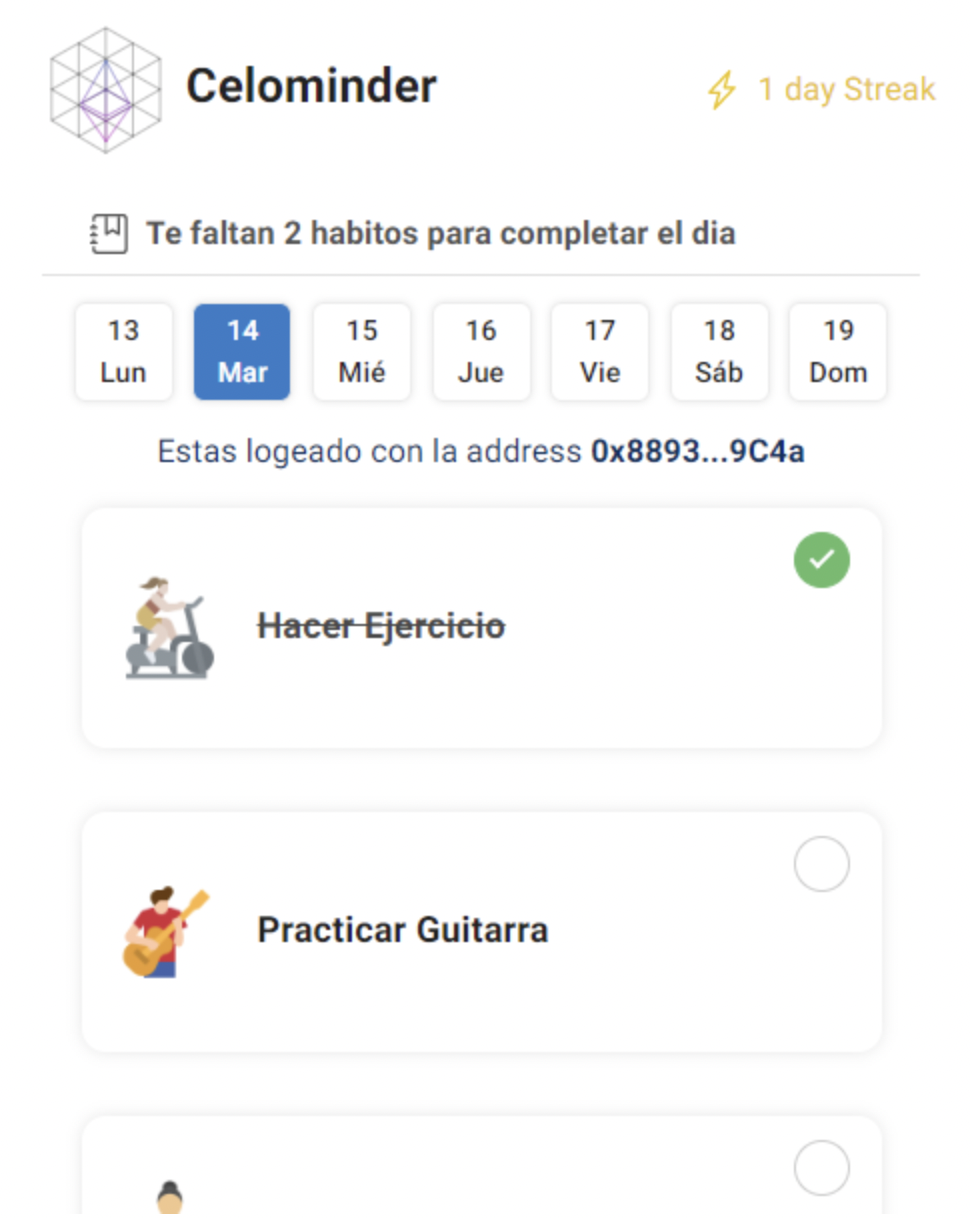 Celominder
1 day Streak
Te faltan 2 habitos para completar el dia
13 14 15 16 17 18 19
Lun Mar Mié Jue Vie Sáb Dom
Estas logeado con la address 0x8893...9C4a
Hacer Ejercicio
Practicar Guitarra